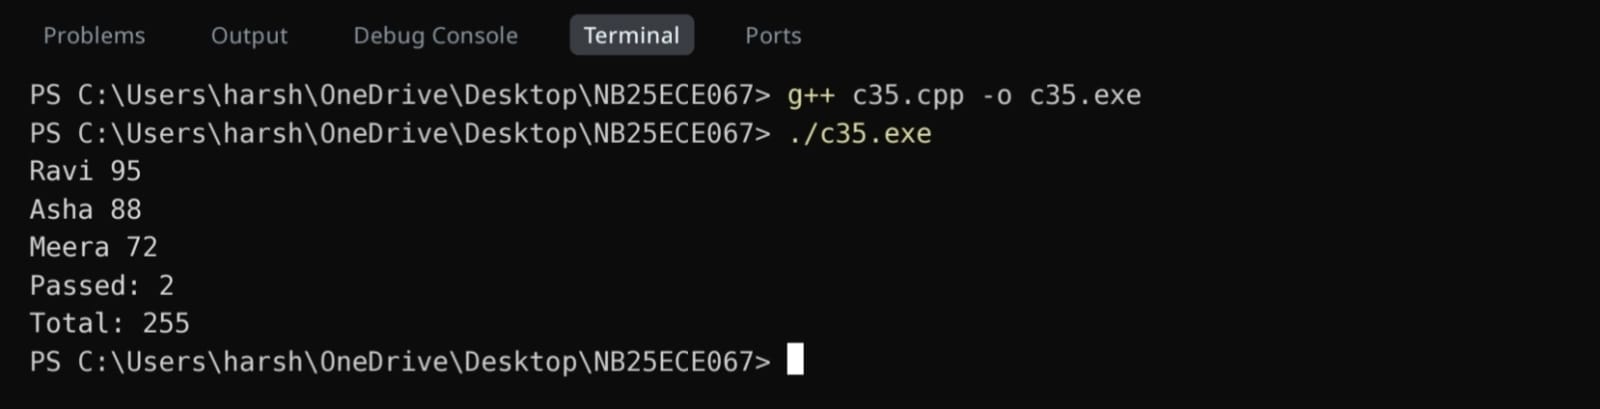 Problems Output Debug Console Terminal Ports
PS C:\Users\harsh\OneDrive\Desktop\NB25ECE067> g++ c35.cpp -o c35.exe
PS C:\Users\harsh\OneDrive\Desktop\NB25ECE067> ./c35.exe
Ravi 95
Asha 88
Meera 72
Passed: 2
Total: 255
PS C:\Users\harsh\OneDrive\Desktop\NB25ECE067>